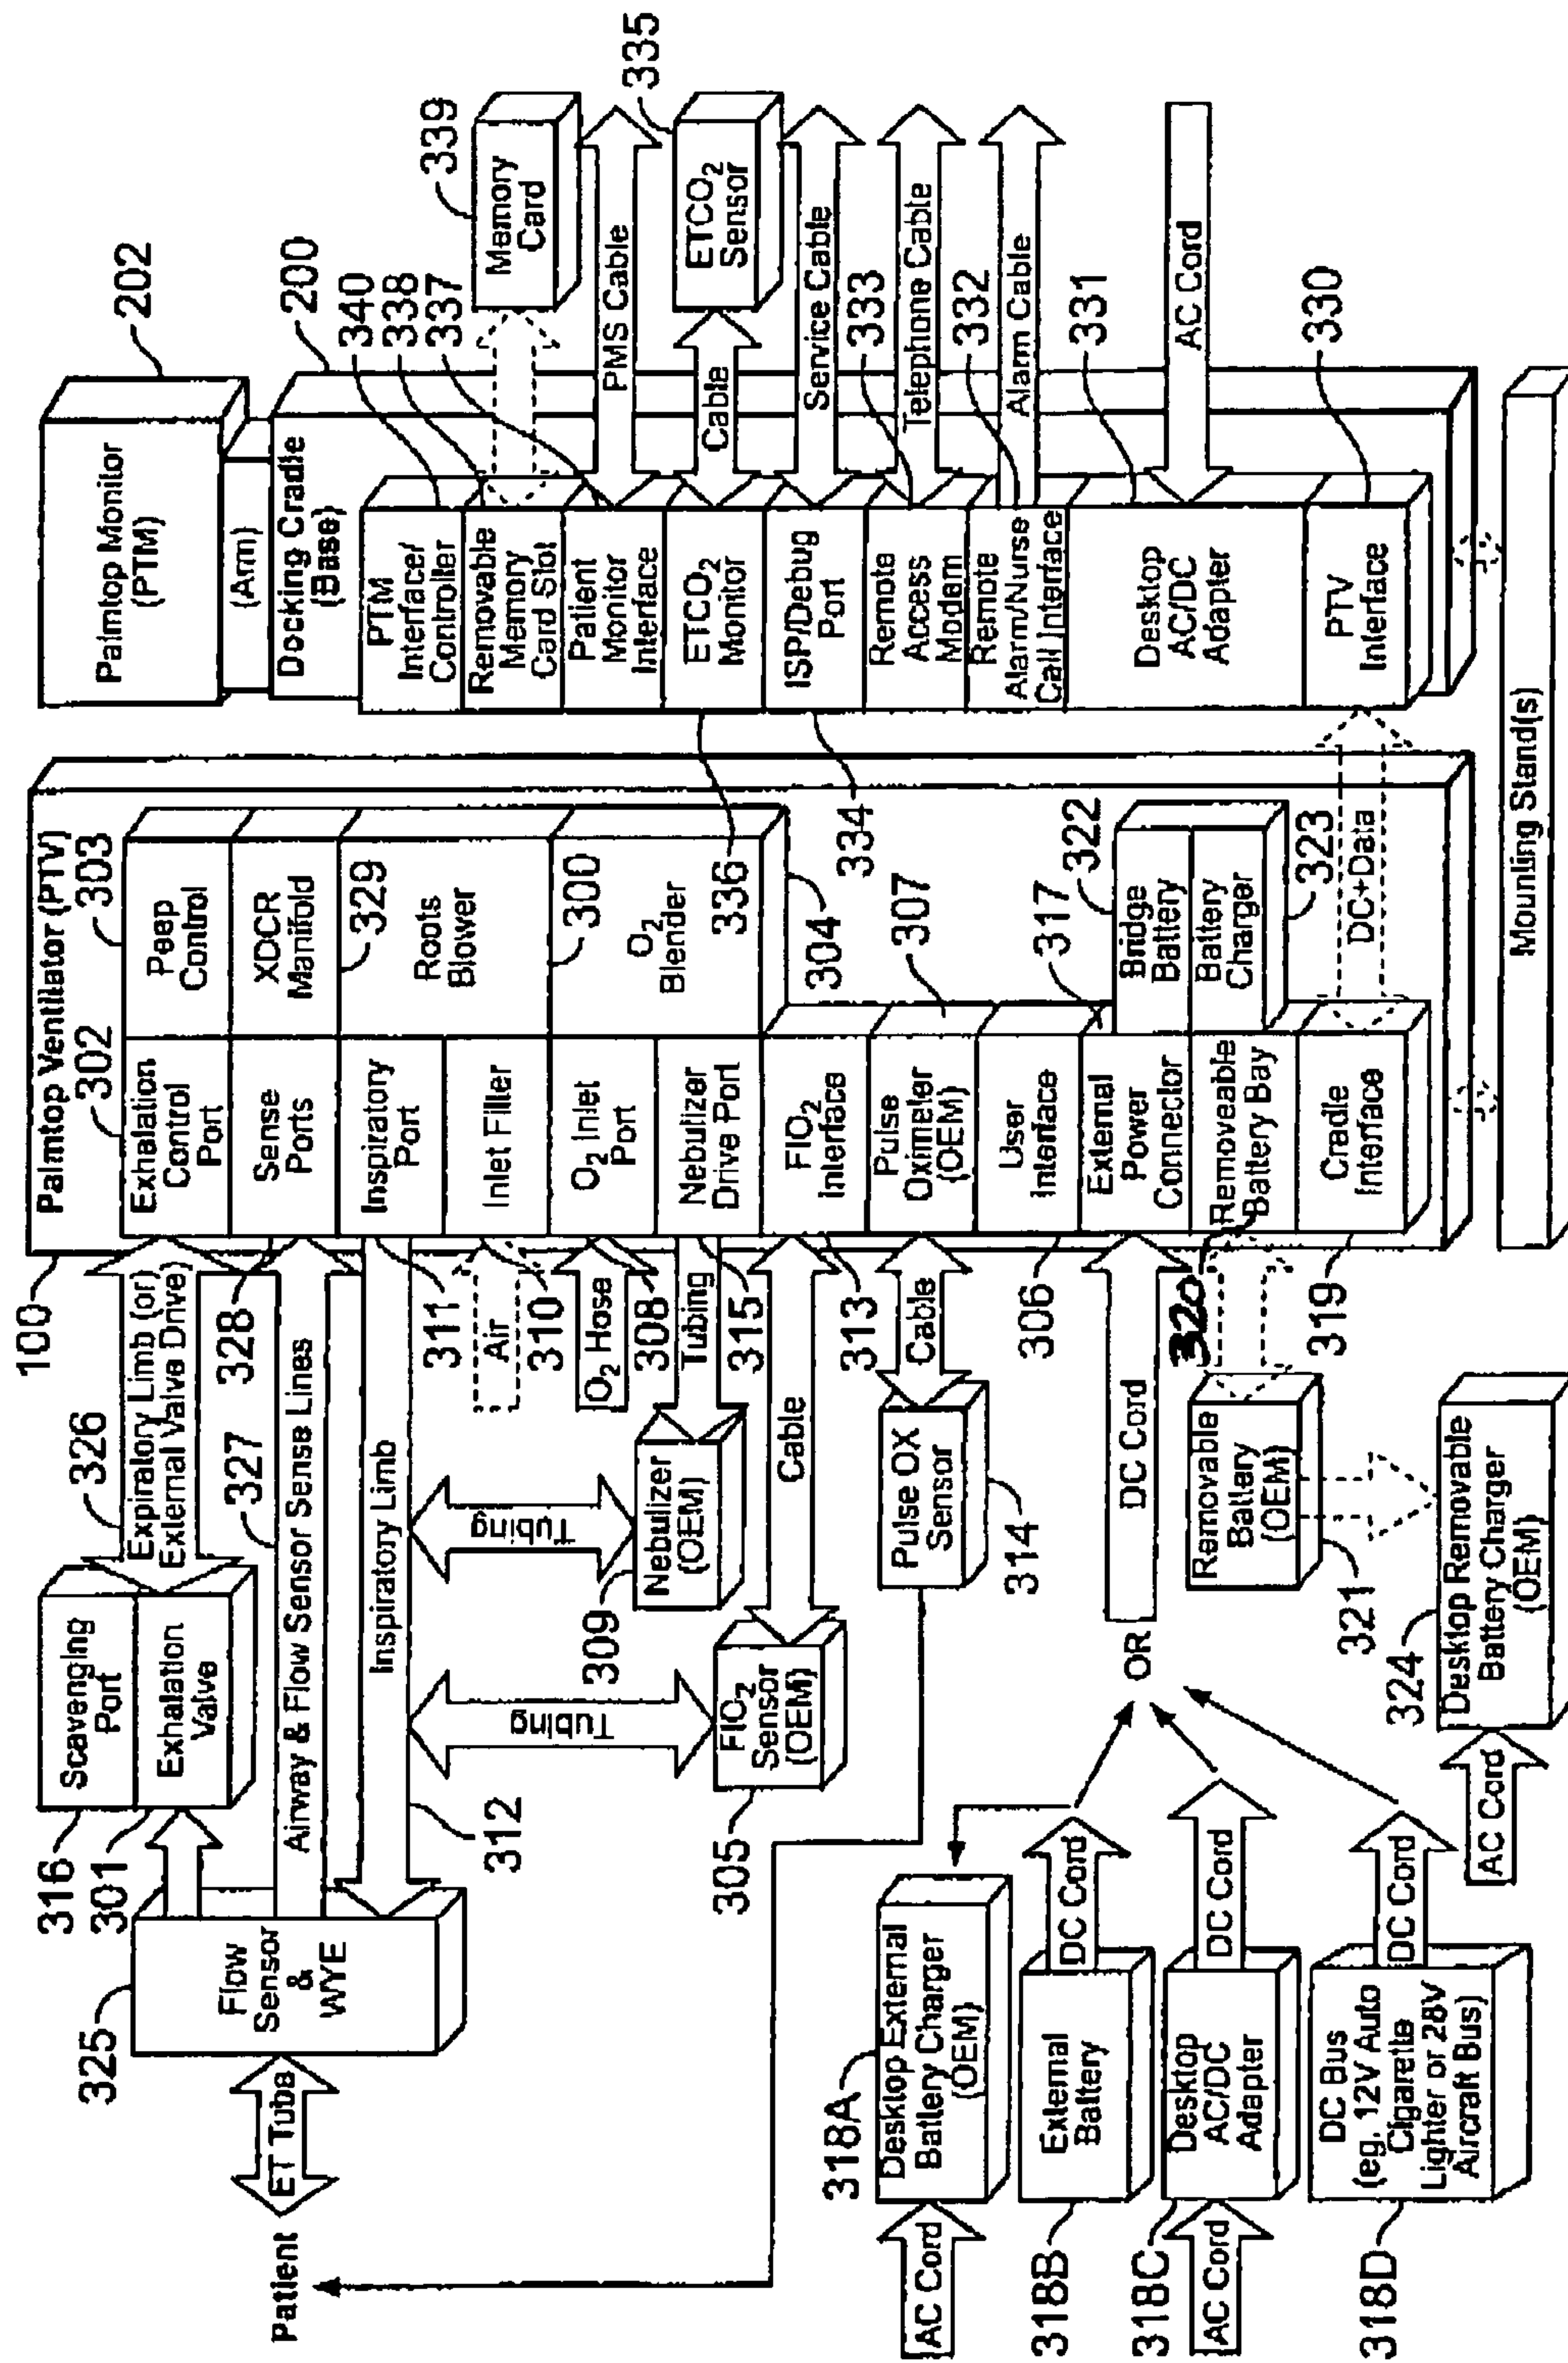 Patient
ET Tube
325
Flow
Sensor
&
WYE
316
301
Scavenging
Port
Exhalation
Valve
326
Expiratory Limb (or)
External Valve Drive)
327
Airway & Flow Sensor Sense Lines
Inspiratory Limb
312
Tubing
Tubing
305
FIO2
Sensor
(OEM)
309
Nebulizer
(OEM)
Cable
Pulse OX
Sensor
314
Cable
Air
O2 Hose
Tubing
328
311
310
308
315
313
306
319
320
100
Palmtop Ventilator (PTV)
302
303
Exhalation
Control
Port
Peep
Control
Sense
Ports
XDCR
Manifold
329
Inspiratory
Port
Roots
Blower
Inlet Filler
300
O2 Inlet
Port
O2
Blender
Nebulizer
Drive Port
304
FIO2
Interface
307
Pulse
Oximeter
(OEM)
User
Interface
317
External
Power
Connector
Bridge
Battery
322
Removeable
Battery Bay
Battery
Charger
323
Cradle
Interface
DC+Data
336
334
318A
Desktop External
Battery Charger
(OEM)
AC Cord
318B
External
Battery
DC Cord
318C
Desktop
AC/DC
Adapter
AC Cord
DC Cord
318D
DC Bus
(eg. 12V Auto
Cigarette
Lighter or 28V
Aircraft Bus)
DC Cord
OR
DC Cord
Removable
Battery
(OEM)
321
324
Desktop Removable
Battery Charger
(OEM)
AC Cord
202
Palmtop Monitor
(PTM)
(Arm)
200
Docking Cradle
(Base)
340
338
337
PTM
Interface/
Controller
Removable
Memory
Card Slot
Patient
Monitor
Interface
ETCO2
Monitor
ISP/Debug
Port
Remote
Access
Modem
Remote
Alarm/Nurse
Call Interface
Desktop
AC/DC
Adapter
PTV
Interface
339
Memory
Card
PMS Cable
335
ETCO2
Sensor
Cable
Service Cable
333
Telephone Cable
332
Alarm Cable
331
AC Cord
330
Mounting Stand(s)